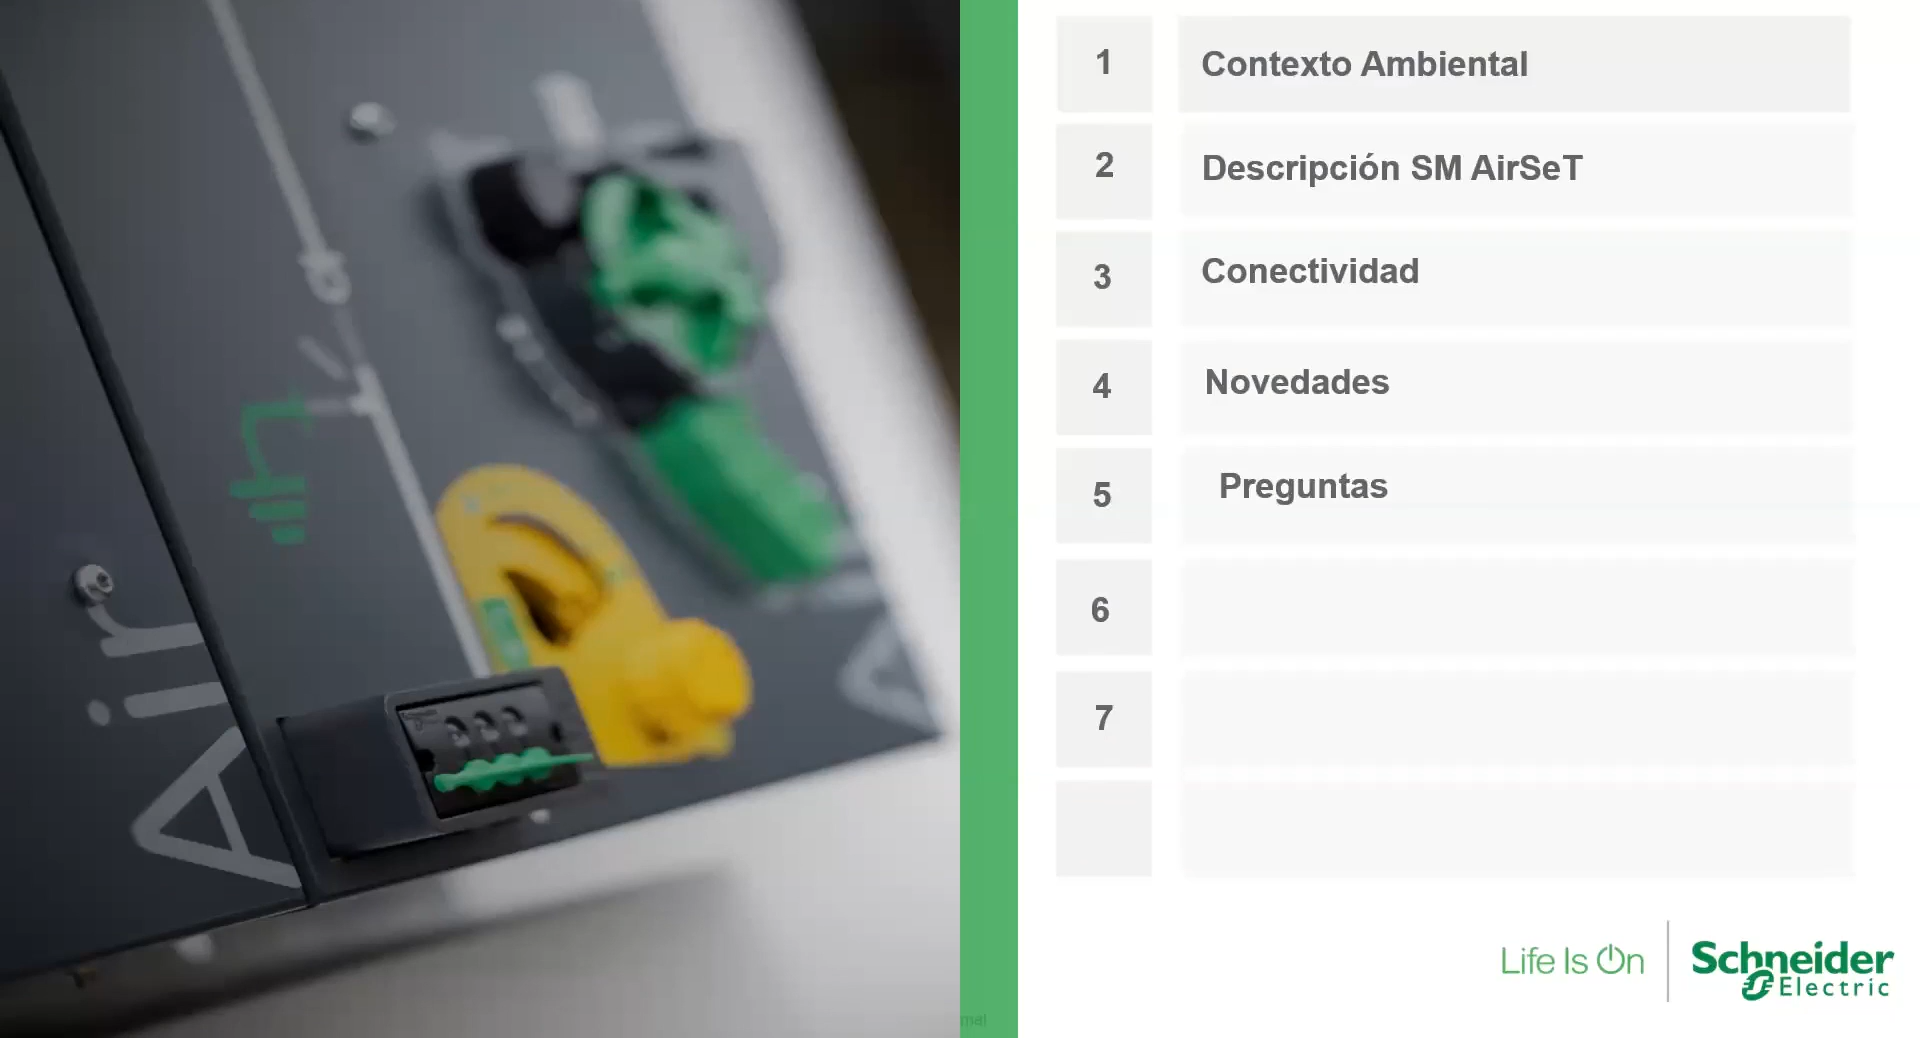 Air
1
Contexto Ambiental
2
Descripción SM AirSeT
3
Conectividad
4
Novedades
5
Preguntas
6
7
Life Is On
Schneider
Electric